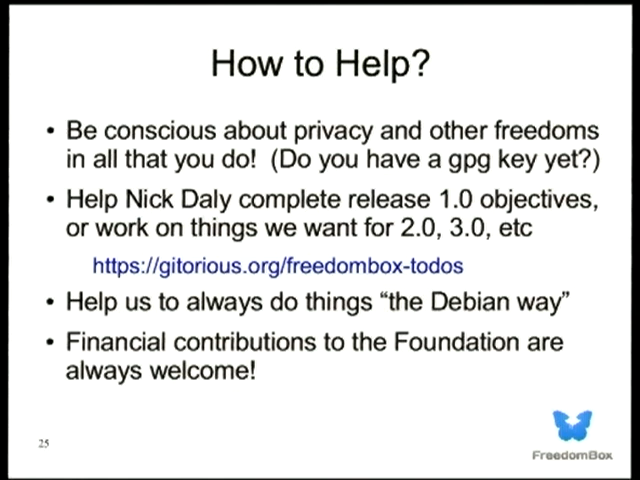 How to Help?
• Be conscious about privacy and other freedoms
in all that you do!  (Do you have a gpg key yet?)
• Help Nick Daly complete release 1.0 objectives,
or work on things we want for 2.0, 3.0, etc
https://gitorious.org/freedombox-todos
• Help us to always do things “the Debian way”
• Financial contributions to the Foundation are
always welcome!
25
FreedomBox